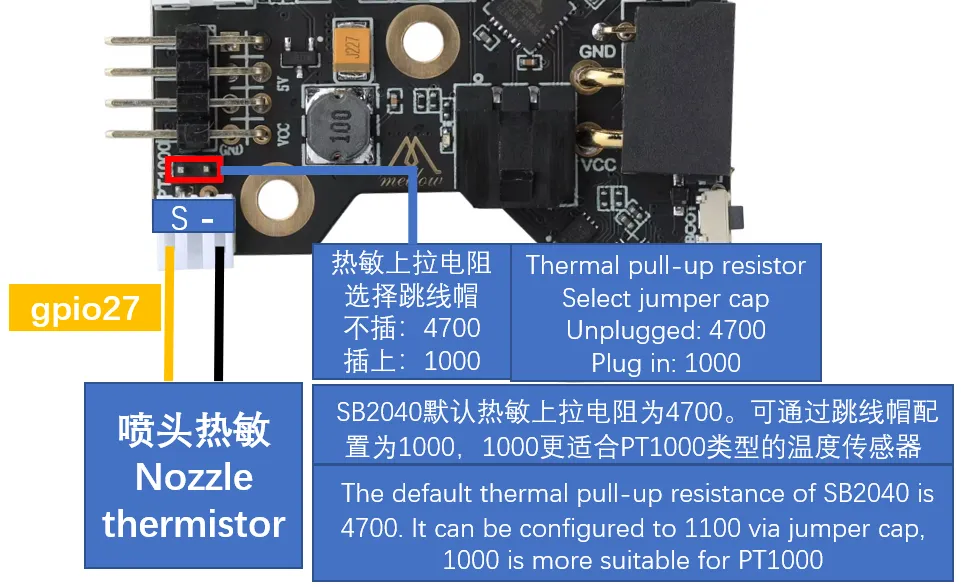 J227
5V
VCC
100
PT1000
GND
VCC
mellow
BOOT
S -
gpio27
热敏上拉电阻
选择跳线帽
不插：4700
插上：1000
Thermal pull-up resistor
Select jumper cap
Unplugged: 4700
Plug in: 1000
喷头热敏
Nozzle
thermistor
SB2040默认热敏上拉电阻为4700。可通过跳线帽配
置为1000，1000更适合PT1000类型的温度传感器
The default thermal pull-up resistance of SB2040 is
4700. It can be configured to 1100 via jumper cap,
1000 is more suitable for PT1000